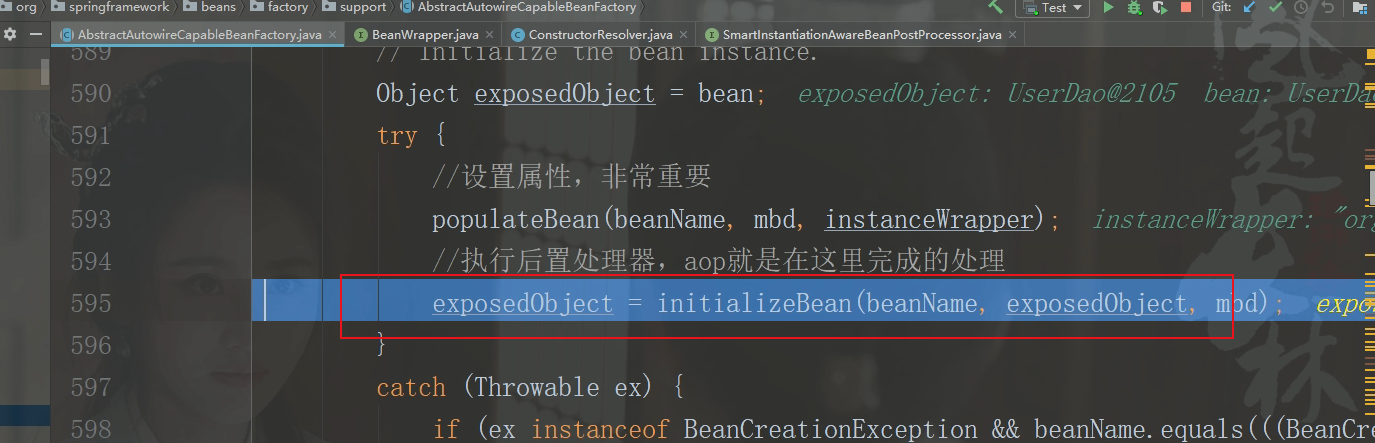 org springframework beans factory support AbstractAutowireCapableBeanFactory Test Git:
AbstractAutowireCapableBeanFactory.java BeanWrapper.java ConstructorResolver.java SmartInstantiationAwareBeanPostProcessor.java
589 // Initialize the bean instance.
590 Object exposedObject = bean; exposedObject: UserDao@2105 bean: UserDao
591 try {
592 //设置属性，非常重要
593 populateBean(beanName, mbd, instanceWrapper); instanceWrapper: "org
594 //执行后置处理器，aop就是在这里完成的处理
595 exposedObject = initializeBean(beanName, exposedObject, mbd); expo
596 }
597 catch (Throwable ex) {
598 if (ex instanceof BeanCreationException && beanName.equals(((BeanCre